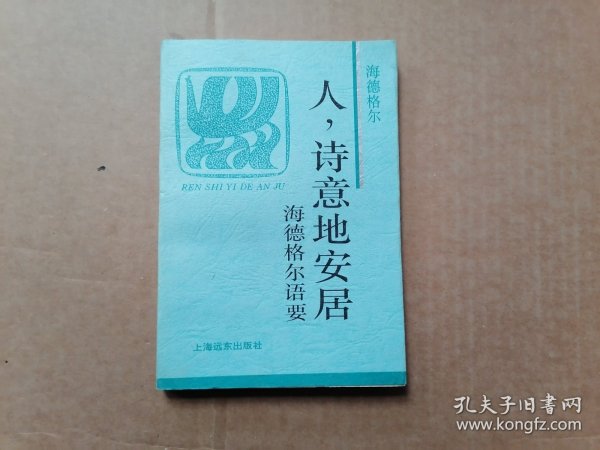 海德格尔
人，诗意地安居
海德格尔语要
REN SHI YI DE AN JU
上海远东出版社
孔夫子旧书网
www.kongfz.com